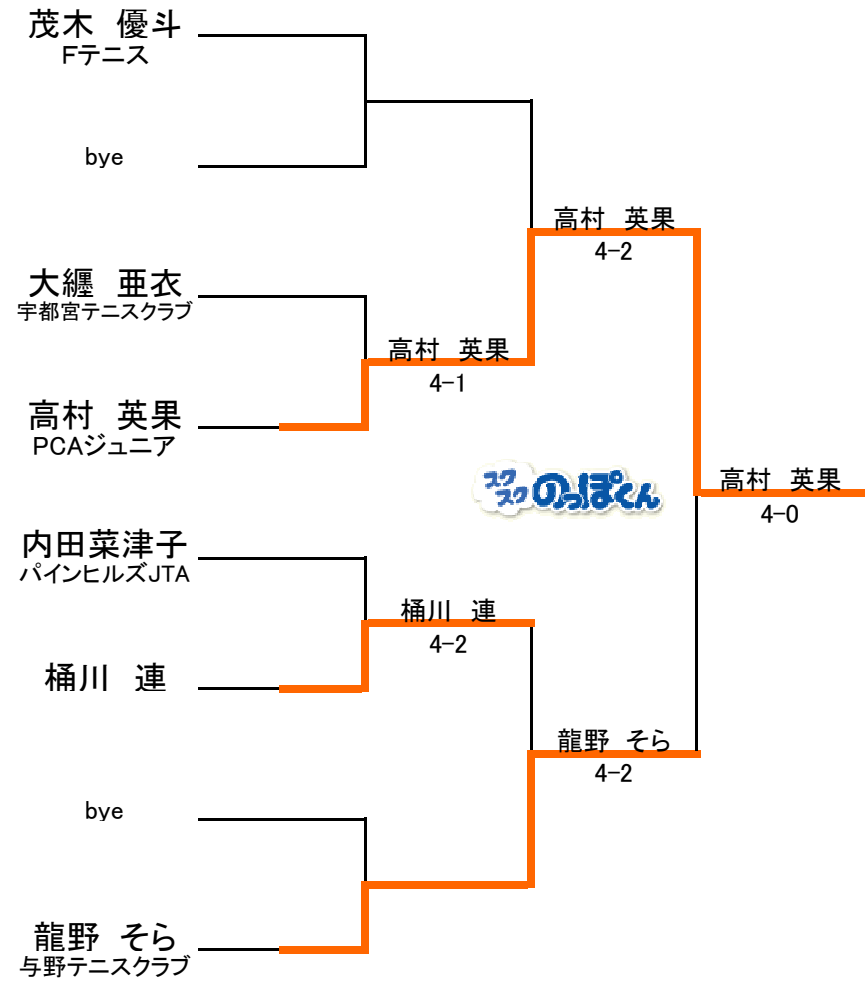 茂木　優斗
Fテニス
bye
大纒　亜衣
宇都宮テニスクラブ
高村　英果
PCAジュニア
内田菜津子
パインヒルズJTA
桶川　連
bye
龍野 そら
与野テニスクラブ
高村　英果
4-1
桶川　連
4-2
高村　英果
4-2
龍野 そら
4-2
スクスク のっぽくん
高村　英果
4-0